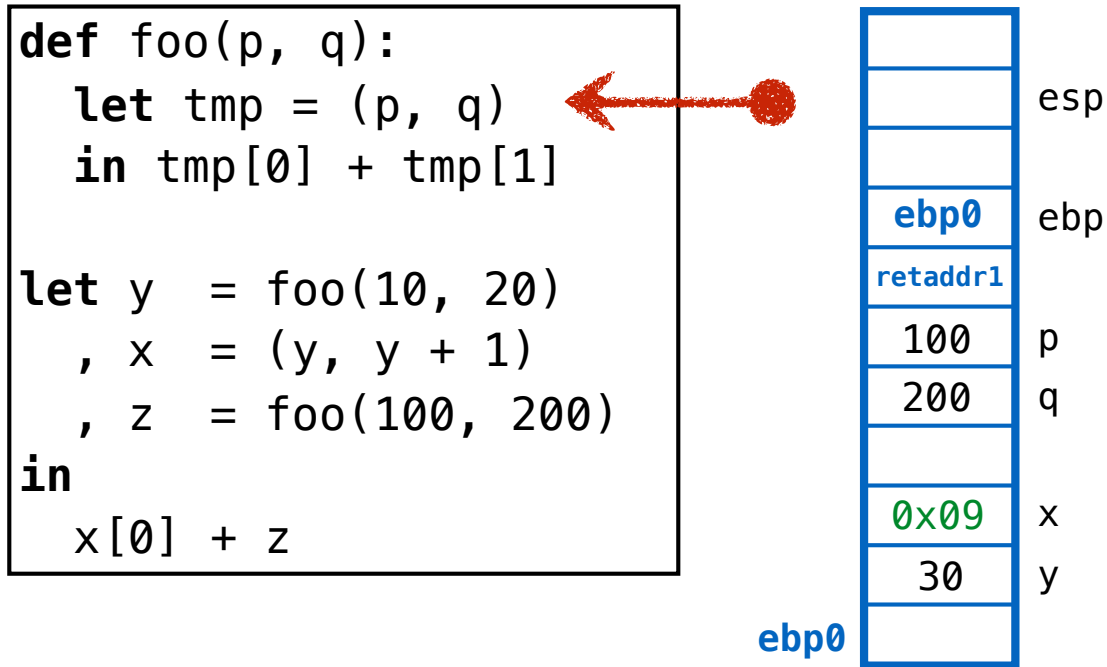 def foo(p, q):
  let tmp = (p, q)
  in tmp[0] + tmp[1]
let y  = foo(10, 20)
  , x  = (y, y + 1)
  , z  = foo(100, 200)
in
  x[0] + z
esp
ebp0 ebp
retaddr1
100 p
200 q
0x09 x
30 y
ebp0